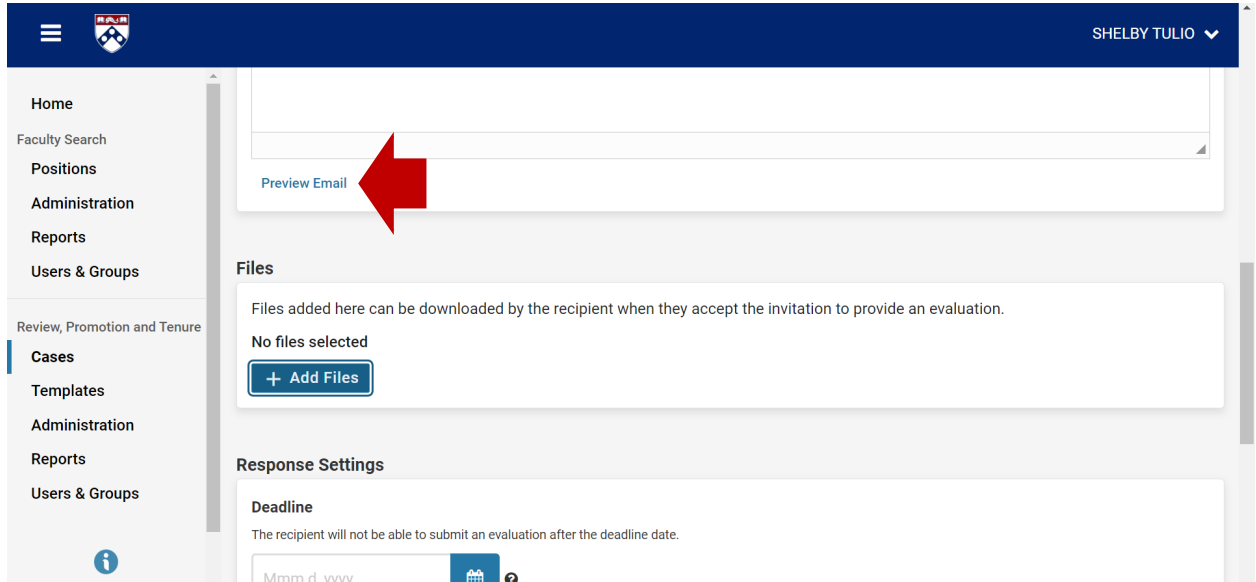 SHELBY TULIO
Home
Faculty Search
Positions
Administration
Reports
Users & Groups
Review, Promotion and Tenure
Cases
Templates
Administration
Reports
Users & Groups
Preview Email
Files
Files added here can be downloaded by the recipient when they accept the invitation to provide an evaluation.
No files selected
+ Add Files
Response Settings
Deadline
The recipient will not be able to submit an evaluation after the deadline date.
Mmm d, yyyy